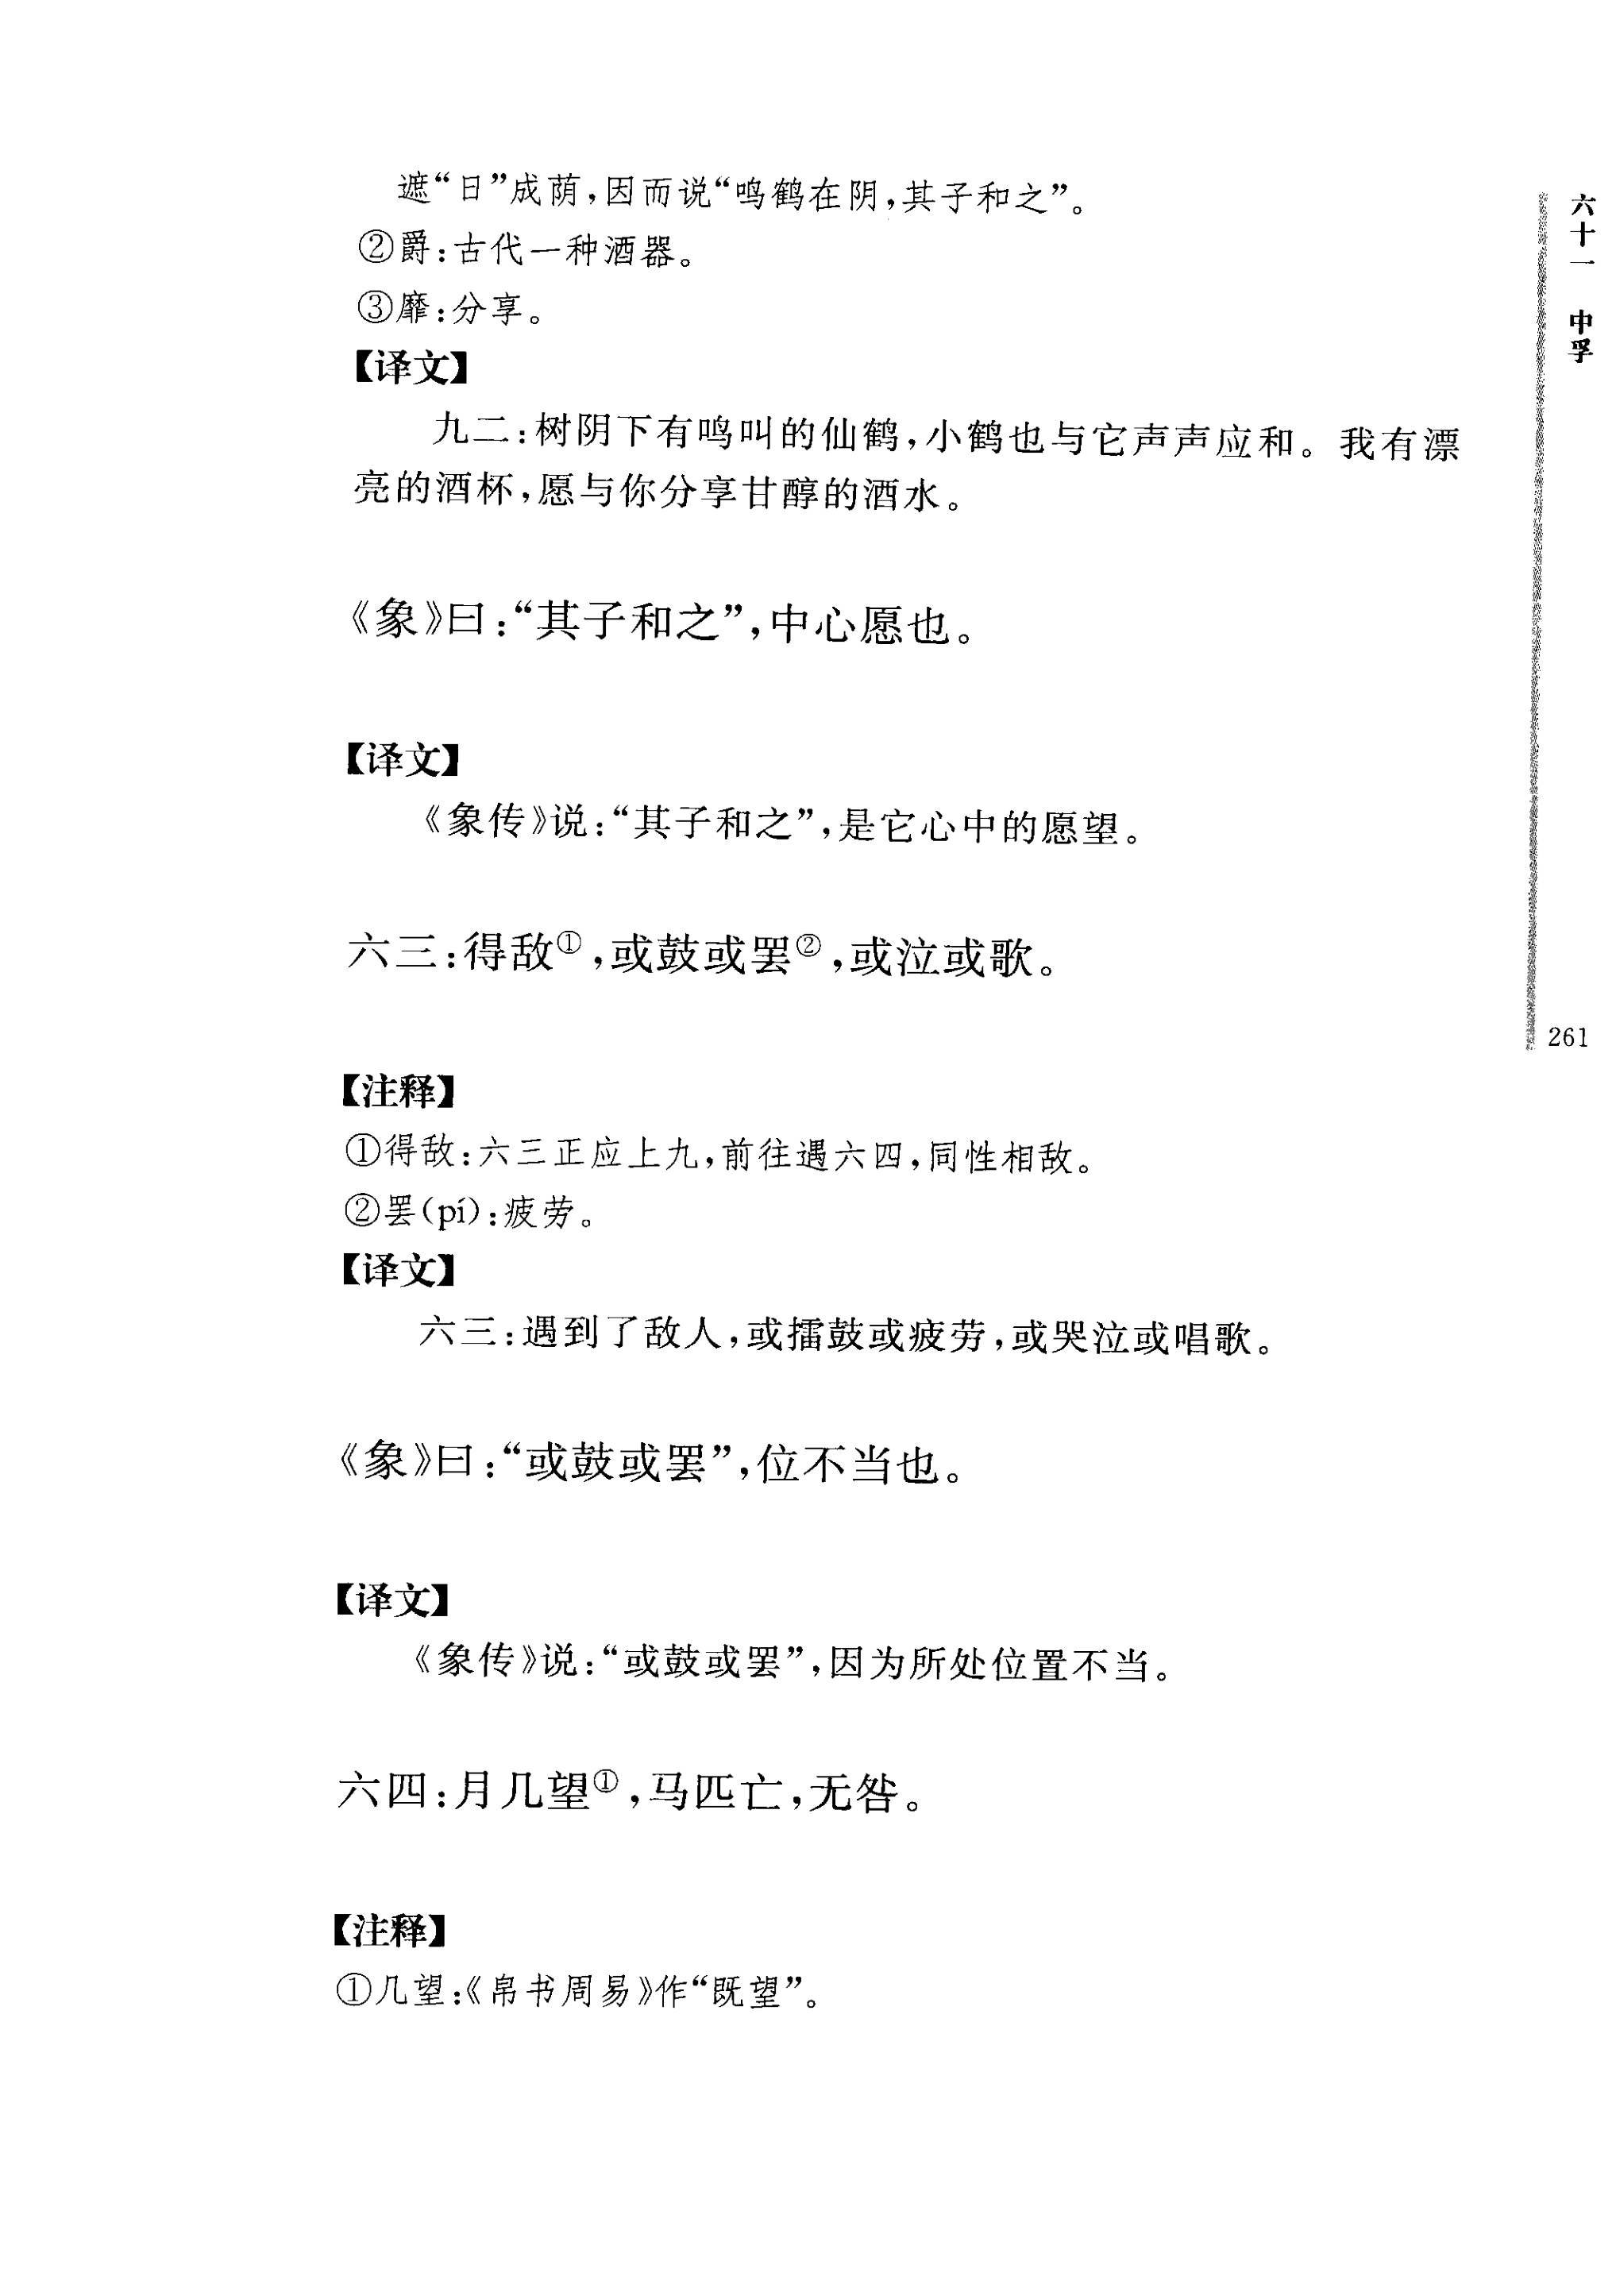 遮“日”成荫，因而说“鸣鹤在阴，其子和之”。
②爵：古代一种酒器。
③靡：分享。
【译文】
九二：树阴下有鸣叫的仙鹤，小鹤也与它声声应和。我有漂
亮的酒杯，愿与你分享甘醇的酒水。
《象》曰：“其子和之”，中心愿也。
【译文】
《象传》说：“其子和之”，是它心中的愿望。
六三：得敌①，或鼓或罢②，或泣或歌。
【注释】
①得敌：六三正应上九，前往遇六四，同性相敌。
②罢(pí)：疲劳。
【译文】
六三：遇到了敌人，或擂鼓或疲劳，或哭泣或唱歌。
《象》曰：“或鼓或罢”，位不当也。
【译文】
《象传》说：“或鼓或罢”，因为所处位置不当。
六四：月几望①，马匹亡，无咎。
【注释】
①几望：《帛书周易》作“既望”。
六十一 中孚
261